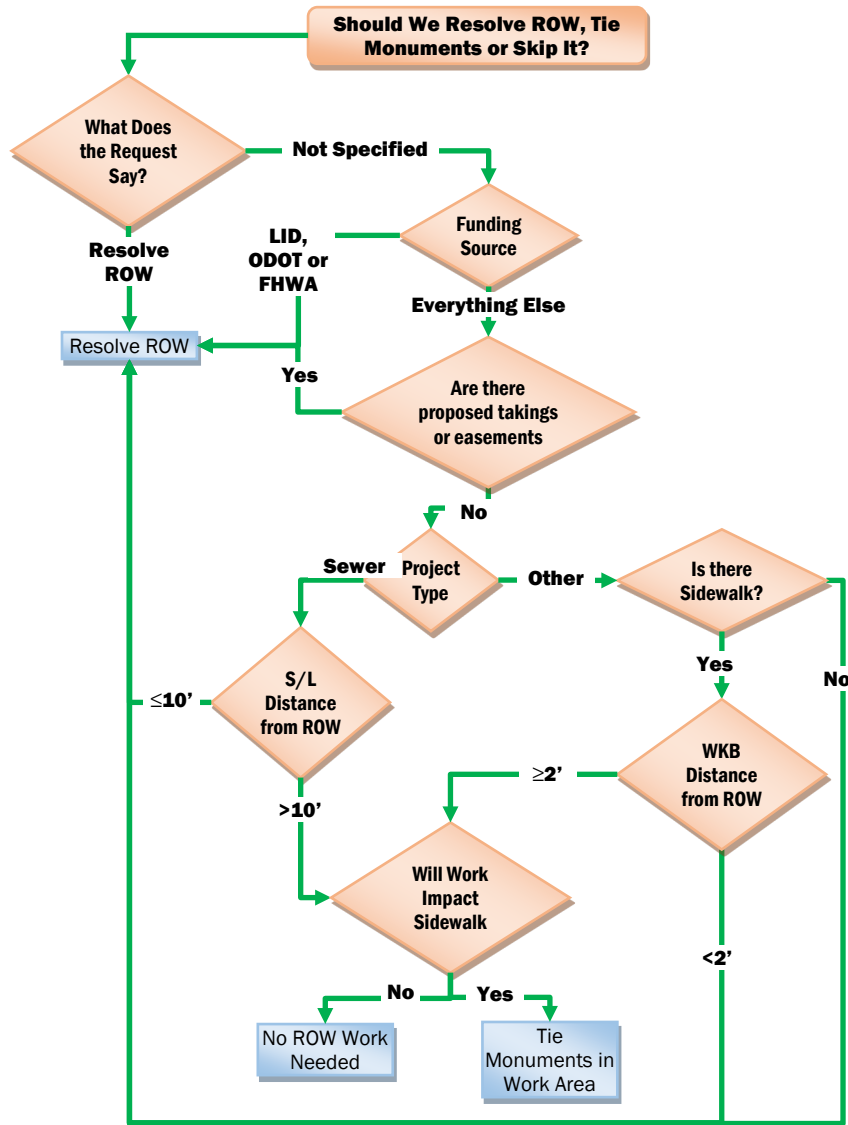 Should We Resolve ROW, Tie
Monuments or Skip It?
What Does
the Request
Say?
Not Specified
Funding
Source
LID,
ODOT or
FHWA
Resolve
ROW
Everything Else
Resolve ROW
Yes
Are there
proposed takings
or easements
No
Sewer
Project
Type
Other
Is there
Sidewalk?
Yes
No
S/L
Distance
from ROW
≤10’
WKB
Distance
from ROW
≥2’
>10’
Will Work
Impact
Sidewalk
<2’
No
Yes
No ROW Work
Needed
Tie
Monuments in
Work Area